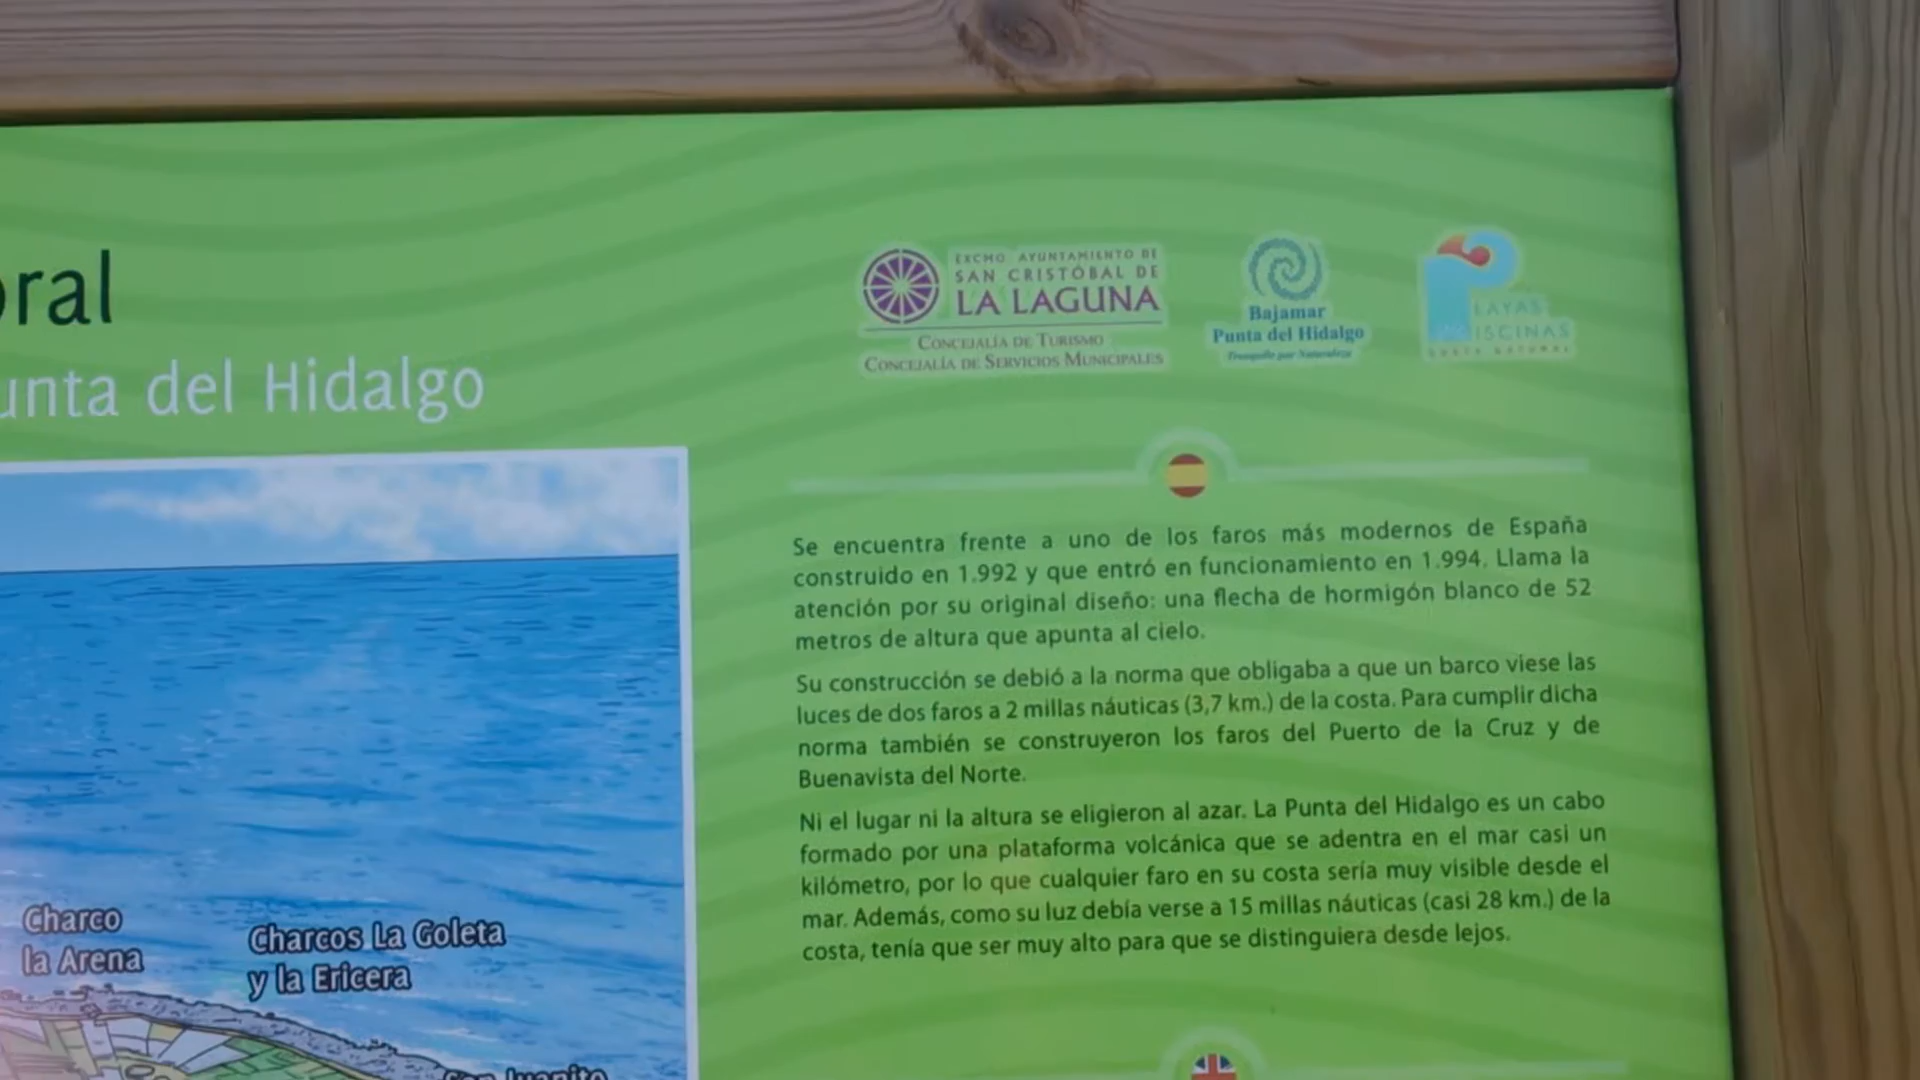 oral
unta del Hidalgo
EXCMO AYUNTAMIENTO DE
SAN CRISTÓBAL DE
LA LAGUNA
CONCEJALÍA DE TURISMO
CONCEJALÍA DE SERVICIOS MUNICIPALES
Bajamar
Punta del Hidalgo
Tranquilo por Naturaleza
PLAYAS
PISCINAS
Se encuentra frente a uno de los faros más modernos de España
construido en 1.992 y que entró en funcionamiento en 1.994. Llama la
atención por su original diseño: una flecha de hormigón blanco de 52
metros de altura que apunta al cielo.
Su construcción se debió a la norma que obligaba a que un barco viese las
luces de dos faros a 2 millas náuticas (3,7 km.) de la costa. Para cumplir dicha
norma también se construyeron los faros del Puerto de la Cruz y de
Buenavista del Norte.
Ni el lugar ni la altura se eligieron al azar. La Punta del Hidalgo es un cabo
formado por una plataforma volcánica que se adentra en el mar casi un
kilómetro, por lo que cualquier faro en su costa sería muy visible desde el
mar. Además, como su luz debía verse a 15 millas náuticas (casi 28 km.) de la
costa, tenía que ser muy alto para que se distinguiera desde lejos.
Charco
la Arena
Charcos La Goleta
y la Ericera
San Juanito